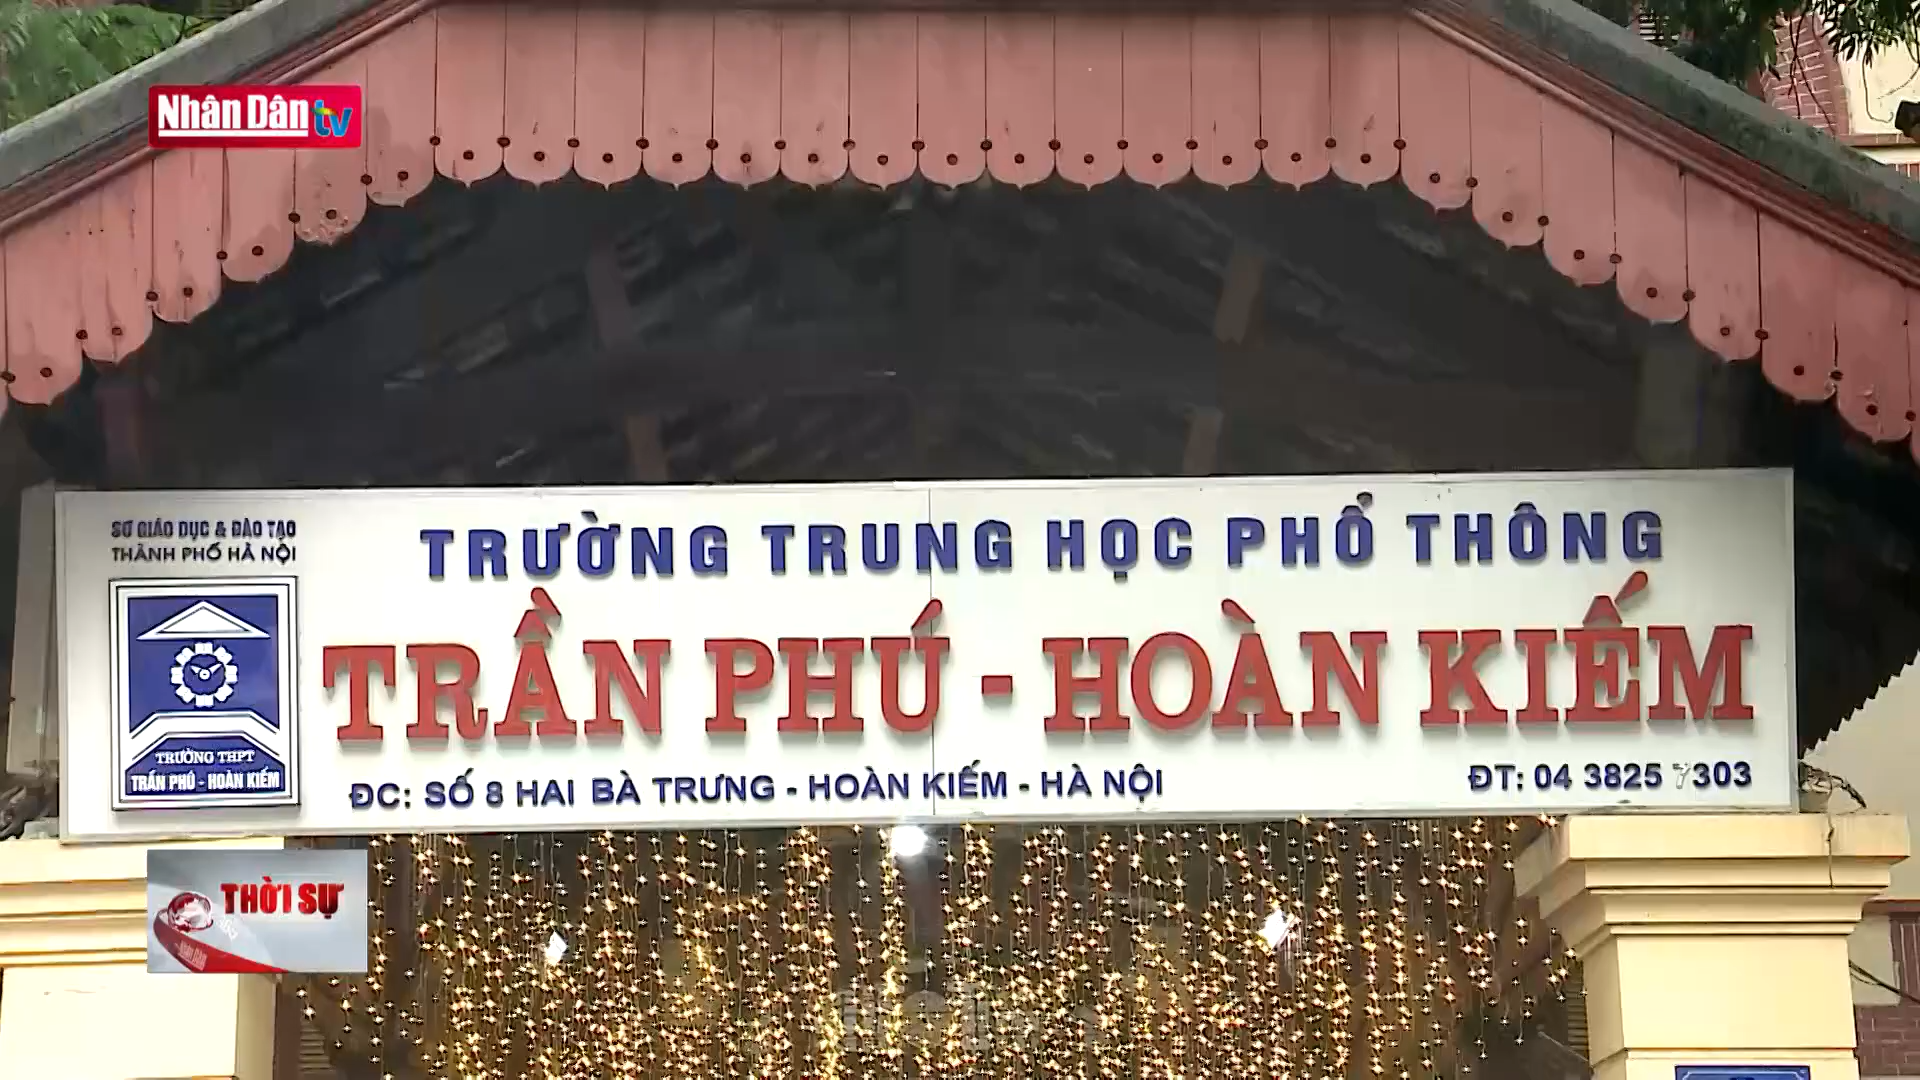 Nhân Dân tv
SỞ GIÁO DỤC & ĐÀO TẠO
THÀNH PHỐ HÀ NỘI
TRƯỜNG TRUNG HỌC PHỔ THÔNG
TRẦN PHÚ - HOÀN KIẾM
TRƯỜNG THPT
TRẦN PHÚ - HOÀN KIẾM
ĐC: SỐ 8 HAI BÀ TRƯNG - HOÀN KIẾM - HÀ NỘI
ĐT: 04 3825 7303
THỜI SỰ
NHÂN DÂN